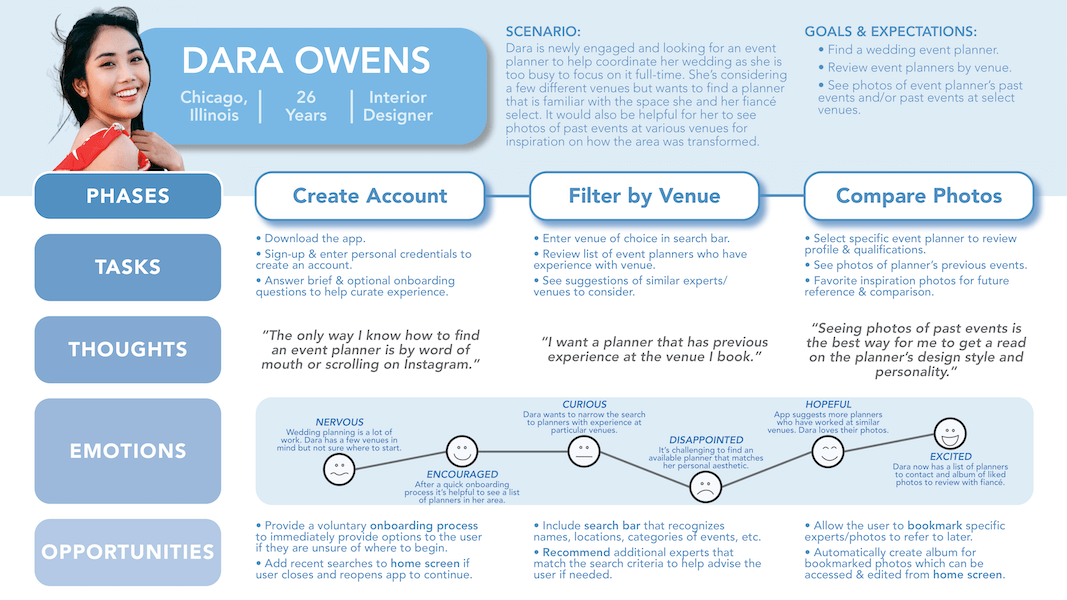 DARA OWENS
Chicago,
Illinois
26
Years
Interior
Designer
SCENARIO:
Dara is newly engaged and looking for an event
planner to help coordinate her wedding as she is
too busy to focus on it full-time. She's considering
a few different venues but wants to find a planner
that is familiar with the space she and her fiancé
select. It would also be helpful for her to see
photos of past events at various venues for
inspiration on how the area was transformed.
GOALS & EXPECTATIONS:
• Find a wedding event planner.
• Review event planners by venue.
• See photos of event planner's past
events and/or past events at select
venues.
PHASES
Create Account
Filter by Venue
Compare Photos
TASKS
• Download the app.
• Sign-up & enter personal credentials to
create an account.
• Answer brief & optional onboarding
questions to help curate experience.
• Enter venue of choice in search bar.
• Review list of event planners who have
experience with venue.
• See suggestions of similar experts/
venues to consider.
• Select specific event planner to review
profile & qualifications.
• See photos of planner's previous events.
• Favorite inspiration photos for future
reference & comparison.
THOUGHTS
"The only way I know how to find
an event planner is by word of
mouth or scrolling on Instagram."
"I want a planner that has previous
experience at the venue I book."
"Seeing photos of past events is
the best way for me to get a read
on the planner's design style and
personality."
EMOTIONS
NERVOUS
Wedding planning is a lot of
work. Dara has a few venues in
mind but not sure where to start.
ENCOURAGED
After a quick onboarding
process it's helpful to see a list
of planners in her area.
CURIOUS
Dara wants to narrow the search
to planners with experience at
particular venues.
DISAPPOINTED
It's challenging to find an
available planner that matches
her personal aesthetic.
HOPEFUL
App suggests more planners
who have worked at similar
venues. Dara loves their photos.
EXCITED
Dara now has a list of planners
to contact and album of liked
photos to review with fiancé.
OPPORTUNITIES
• Provide a voluntary onboarding process
to immediately provide options to the user
if they are unsure of where to begin.
• Add recent searches to home screen if
user closes and reopens app to continue.
• Include search bar that recognizes
names, locations, categories of events, etc.
• Recommend additional experts that
match the search criteria to help advise the
user if needed.
• Allow the user to bookmark specific
experts/photos to refer to later.
• Automatically create album for
bookmarked photos which can be
accessed & edited from home screen.